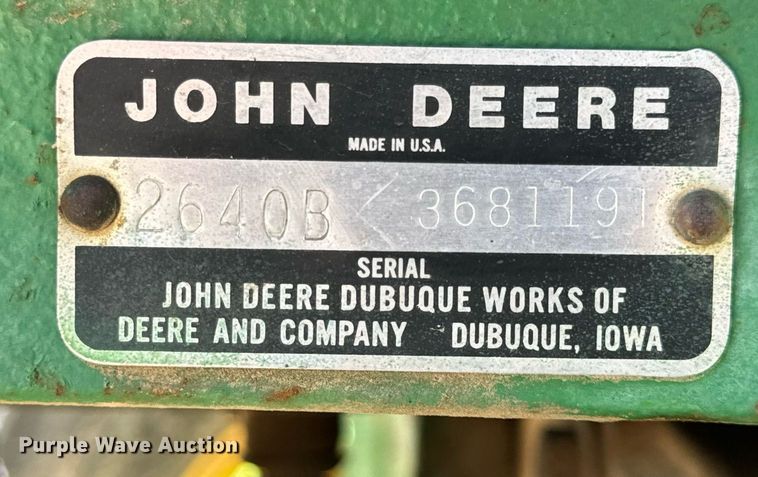 JOHN DEERE
MADE IN U.S.A.
2640B 368119T
SERIAL
JOHN DEERE DUBUQUE WORKS OF
DEERE AND COMPANY DUBUQUE, IOWA
Purple Wave Auction